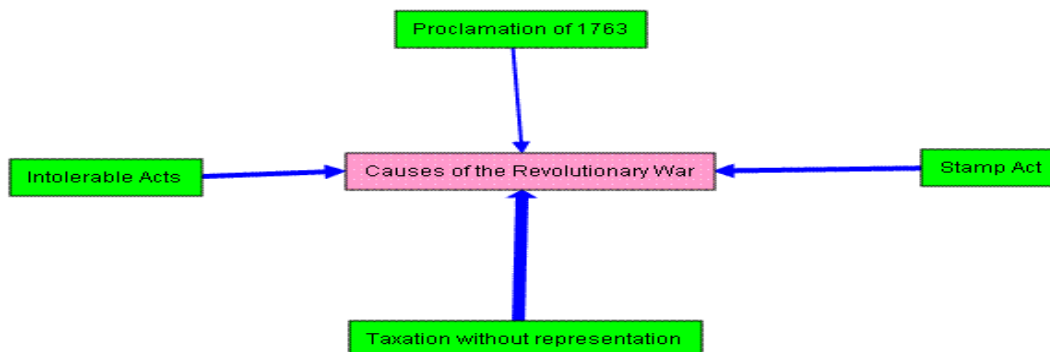 Proclamation of 1763
Intolerable Acts
Causes of the Revolutionary War
Stamp Act
Taxation without representation